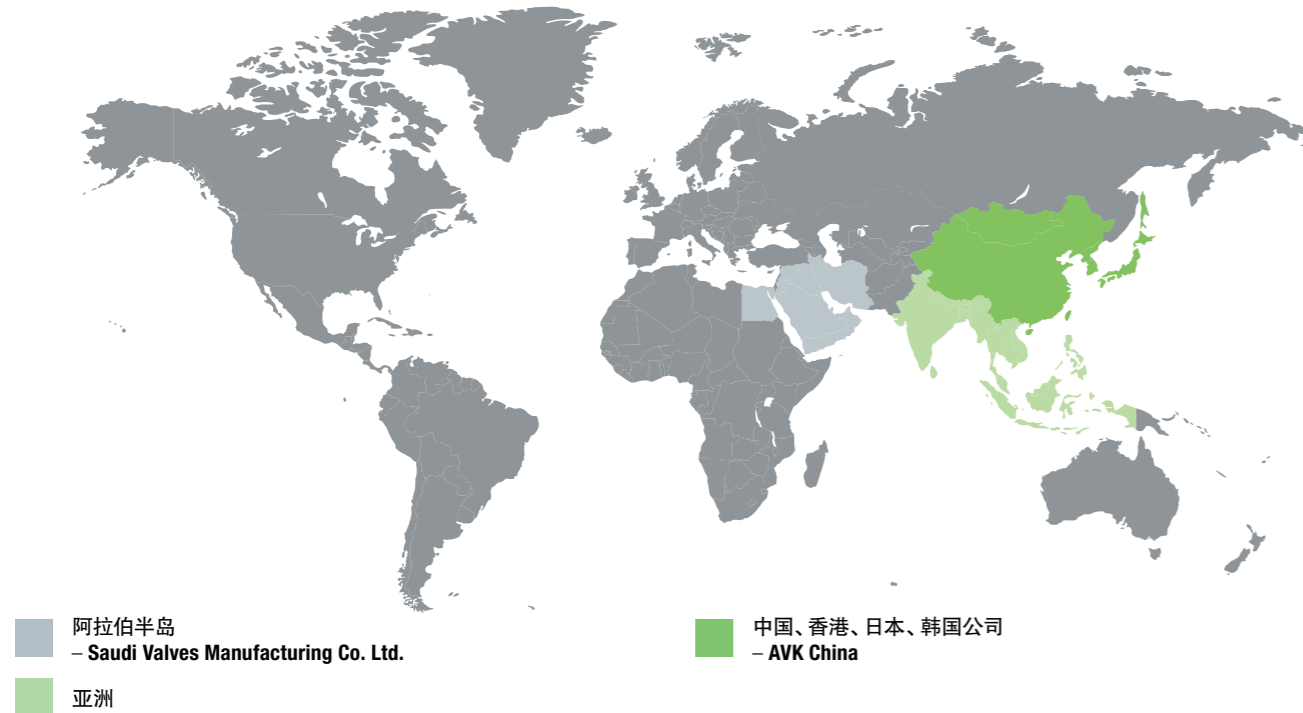 阿拉伯半岛
– Saudi Valves Manufacturing Co. Ltd.
亚洲
中国、香港、日本、韩国公司
– AVK China